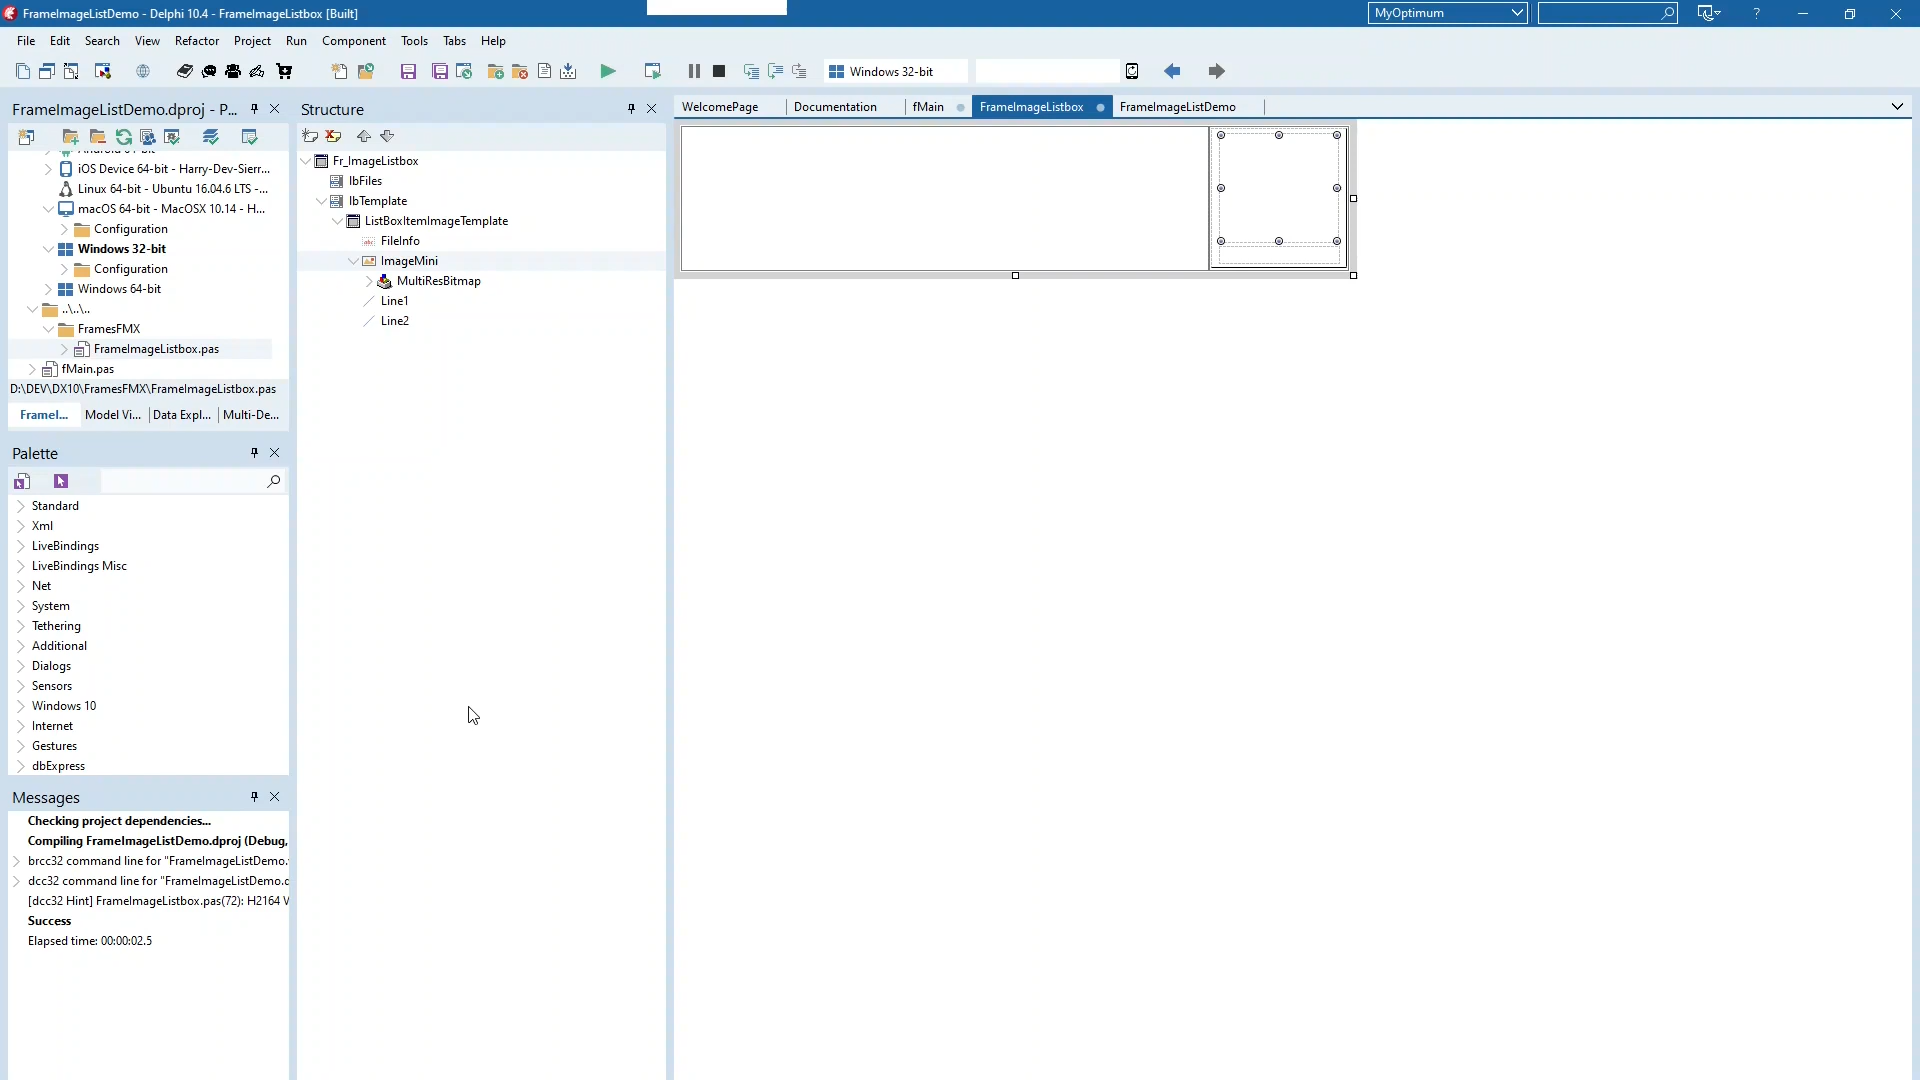 FrameImageListDemo - Delphi 10.4 - FrameImageListbox [Built]
MyOptimum
?
File Edit Search View Refactor Project Run Component Tools Tabs Help
Windows 32-bit
FrameImageListDemo.dproj - P...
iOS Device 64-bit - Harry-Dev-Sierr...
Linux 64-bit - Ubuntu 16.04.6 LTS -...
macOS 64-bit - MacOSX 10.14 - H...
Configuration
Windows 32-bit
Configuration
Windows 64-bit
..\..\..
FramesFMX
FrameImageListbox.pas
fMain.pas
D:\DEV\DX10\FramesFMX\FrameImageListbox.pas
FrameI... Model Vi... Data Expl... Multi-De...
Palette
Standard
Xml
LiveBindings
LiveBindings Misc
Net
System
Tethering
Additional
Dialogs
Sensors
Windows 10
Internet
Gestures
dbExpress
Messages
Checking project dependencies...
Compiling FrameImageListDemo.dproj (Debug,
brcc32 command line for "FrameImageListDemo.
dcc32 command line for "FrameImageListDemo.d
[dcc32 Hint] FrameImageListbox.pas(72): H2164 V
Success
Elapsed time: 00:00:02.5
Structure
Fr_ImageListbox
lbFiles
lbTemplate
ListBoxItemImageTemplate
abc FileInfo
ImageMini
MultiResBitmap
Line1
Line2
WelcomePage Documentation fMain FrameImageListbox FrameImageListDemo